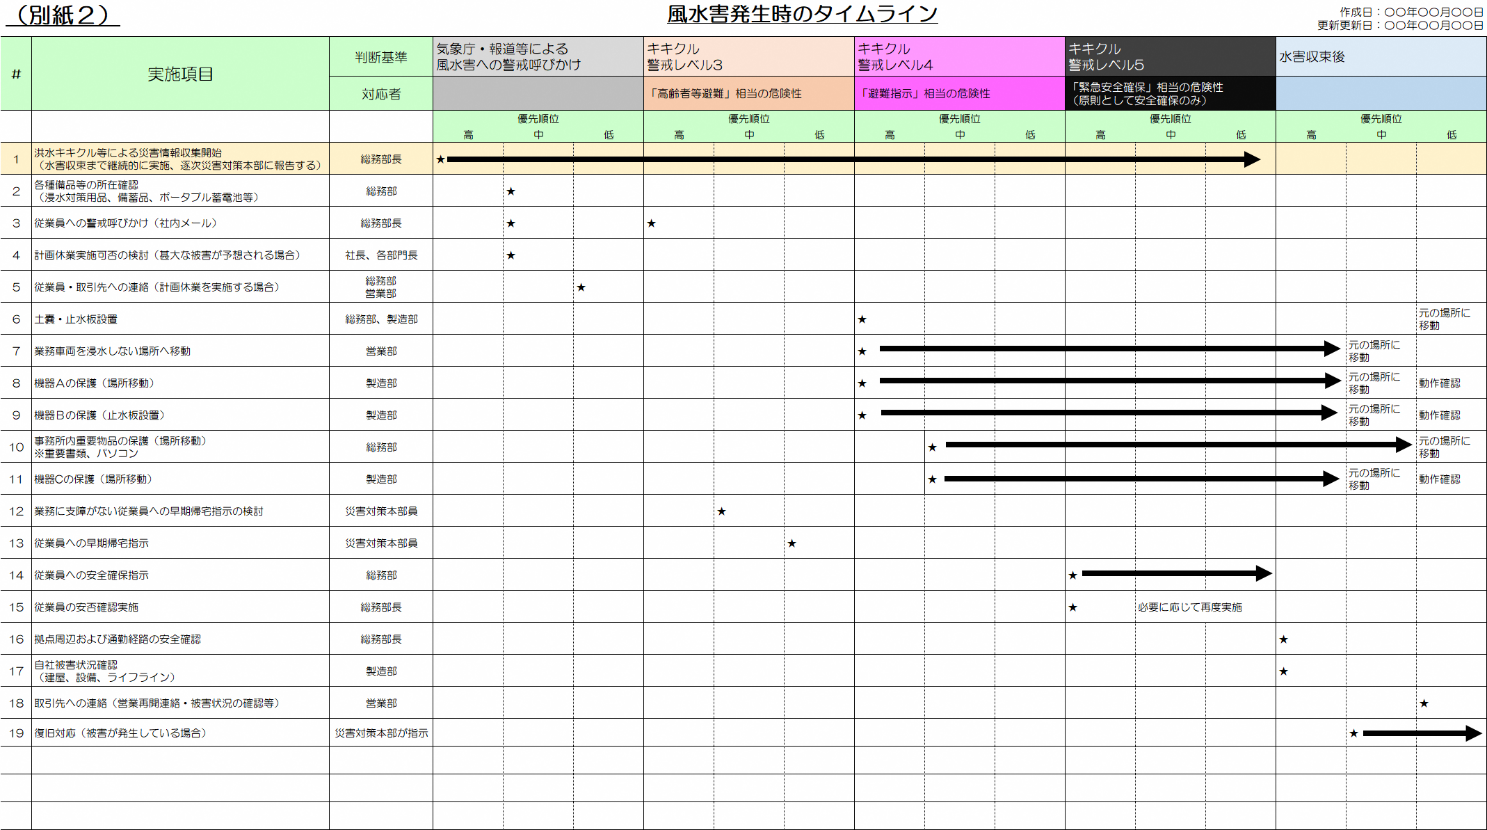 （別紙２）
風水害発生時のタイムライン
作成日：〇〇年〇〇月〇〇日
更新更新日：〇〇年〇〇月〇〇日
#
実施項目
判断基準
対応者
気象庁・報道等による
風水害への警戒呼びかけ
キキクル
警戒レベル3
「高齢者等避難」相当の危険性
キキクル
警戒レベル4
「避難指示」相当の危険性
キキクル
警戒レベル5
「緊急安全確保」相当の危険性
（原則として安全確保のみ）
水害収束後
優先順位 優先順位 優先順位 優先順位 優先順位
高 中 低 高 中 低 高 中 低 高 中 低 高 中 低
1 洪水キキクル等による災害情報収集開始
（水害収束まで継続的に実施、逐次災害対策本部に報告する） 総務部長 ★
2 各種備品等の所在確認
（浸水対策用品、備蓄品、ポータブル蓄電池等） 総務部 ★
3 従業員への警戒呼びかけ（社内メール） 総務部長 ★ ★
4 計画休業実施可否の検討（甚大な被害が予想される場合） 社長、各部門長 ★
5 従業員・取引先への連絡（計画休業を実施する場合） 総務部
営業部 ★
6 土嚢・止水板設置 総務部、製造部 ★ 元の場所に
移動
7 業務車両を浸水しない場所へ移動 営業部 ★ 元の場所に
移動
8 機器Ａの保護（場所移動） 製造部 ★ 元の場所に
移動 動作確認
9 機器Ｂの保護（止水板設置） 製造部 ★ 元の場所に
移動 動作確認
10 事務所内重要物品の保護（場所移動）
※重要書類、パソコン 総務部 ★ 元の場所に
移動
11 機器Cの保護（場所移動） 製造部 ★ 元の場所に
移動 動作確認
12 業務に支障がない従業員への早期帰宅指示の検討 災害対策本部員 ★
13 従業員への早期帰宅指示 災害対策本部員 ★
14 従業員への安全確保指示 総務部 ★
15 従業員の安否確認実施 総務部長 ★ 必要に応じて再度実施
16 拠点周辺および通勤経路の安全確認 総務部長 ★
17 自社被害状況確認
（建屋、設備、ライフライン） 製造部 ★
18 取引先への連絡（営業再開連絡・被害状況の確認等） 営業部 ★
19 復旧対応（被害が発生している場合） 災害対策本部が指示 ★